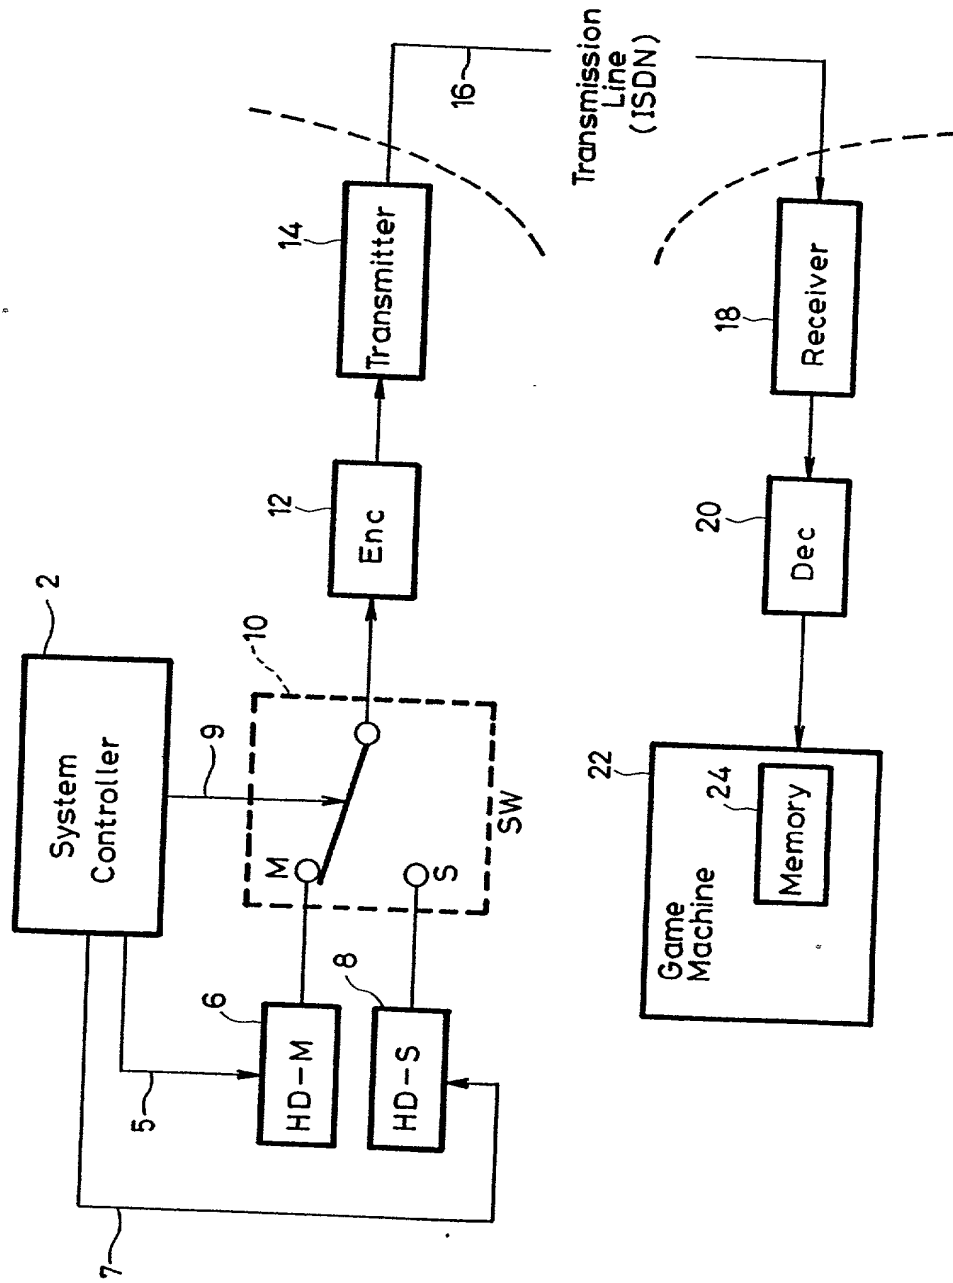 2
System
Controller
9
10
M
S
SW
5
7
6
HD-M
8
HD-S
12
Enc
14
Transmitter
16
Transmission
Line
(ISDN)
18
Receiver
20
Dec
22
24
Memory
Game
Machine